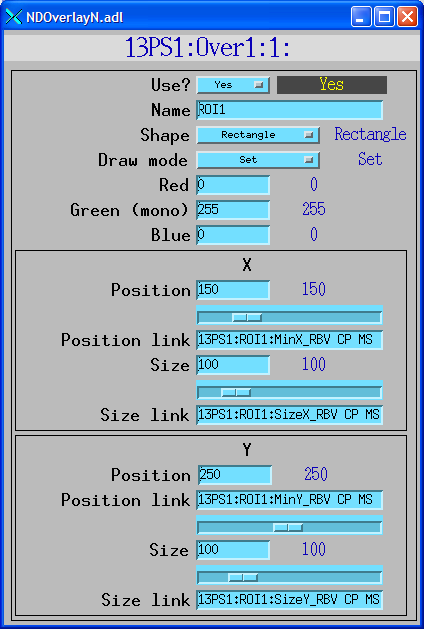 NDOverlayN.adl
13PS1:Over1:1:
Use? Yes Yes
Name ROI1
Shape Rectangle Rectangle
Draw mode Set Set
Red 0 0
Green (mono) 255 255
Blue 0 0
X
Position 150 150
Position link 13PS1:ROI1:MinX_RBV CP MS
Size 100 100
Size link 13PS1:ROI1:SizeX_RBV CP MS
Y
Position 250 250
Position link 13PS1:ROI1:MinY_RBV CP MS
Size 100 100
Size link 13PS1:ROI1:SizeY_RBV CP MS